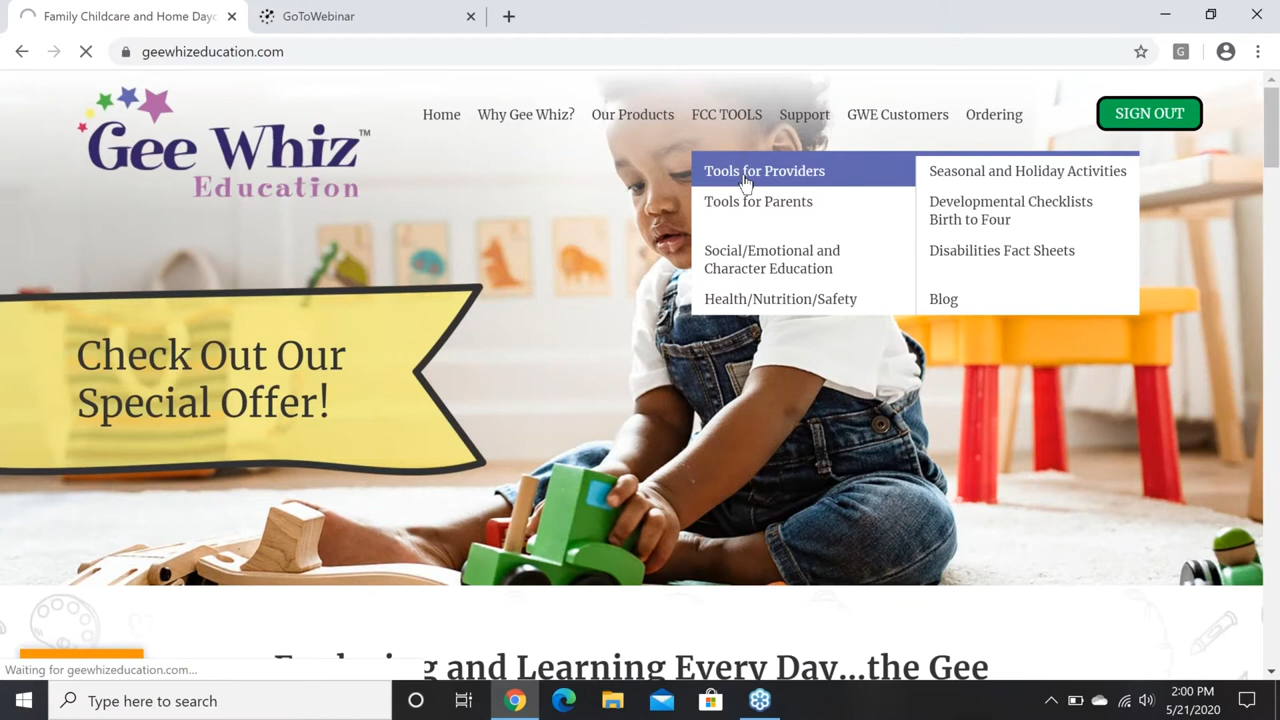 Family Childcare and Home Dayc
GoToWebinar
geewhizeducation.com
G
Gee Whiz™
Education
Home
Why Gee Whiz?
Our Products
FCC TOOLS
Support
GWE Customers
Ordering
SIGN OUT
Tools for Providers
Seasonal and Holiday Activities
Tools for Parents
Developmental Checklists
Birth to Four
Social/Emotional and
Character Education
Disabilities Fact Sheets
Health/Nutrition/Safety
Blog
Check Out Our
Special Offer!
and Learning Every Day...the Gee
Waiting for geewhizeducation.com...
Type here to search
2:00 PM
5/21/2020